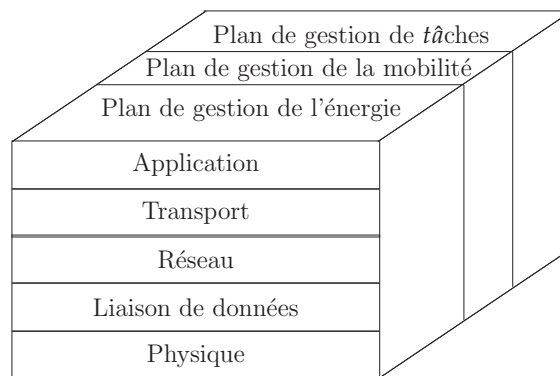 Plan de gestion de tâches
Plan de gestion de la mobilité
Plan de gestion de l'énergie
Application
Transport
Réseau
Liaison de données
Physique